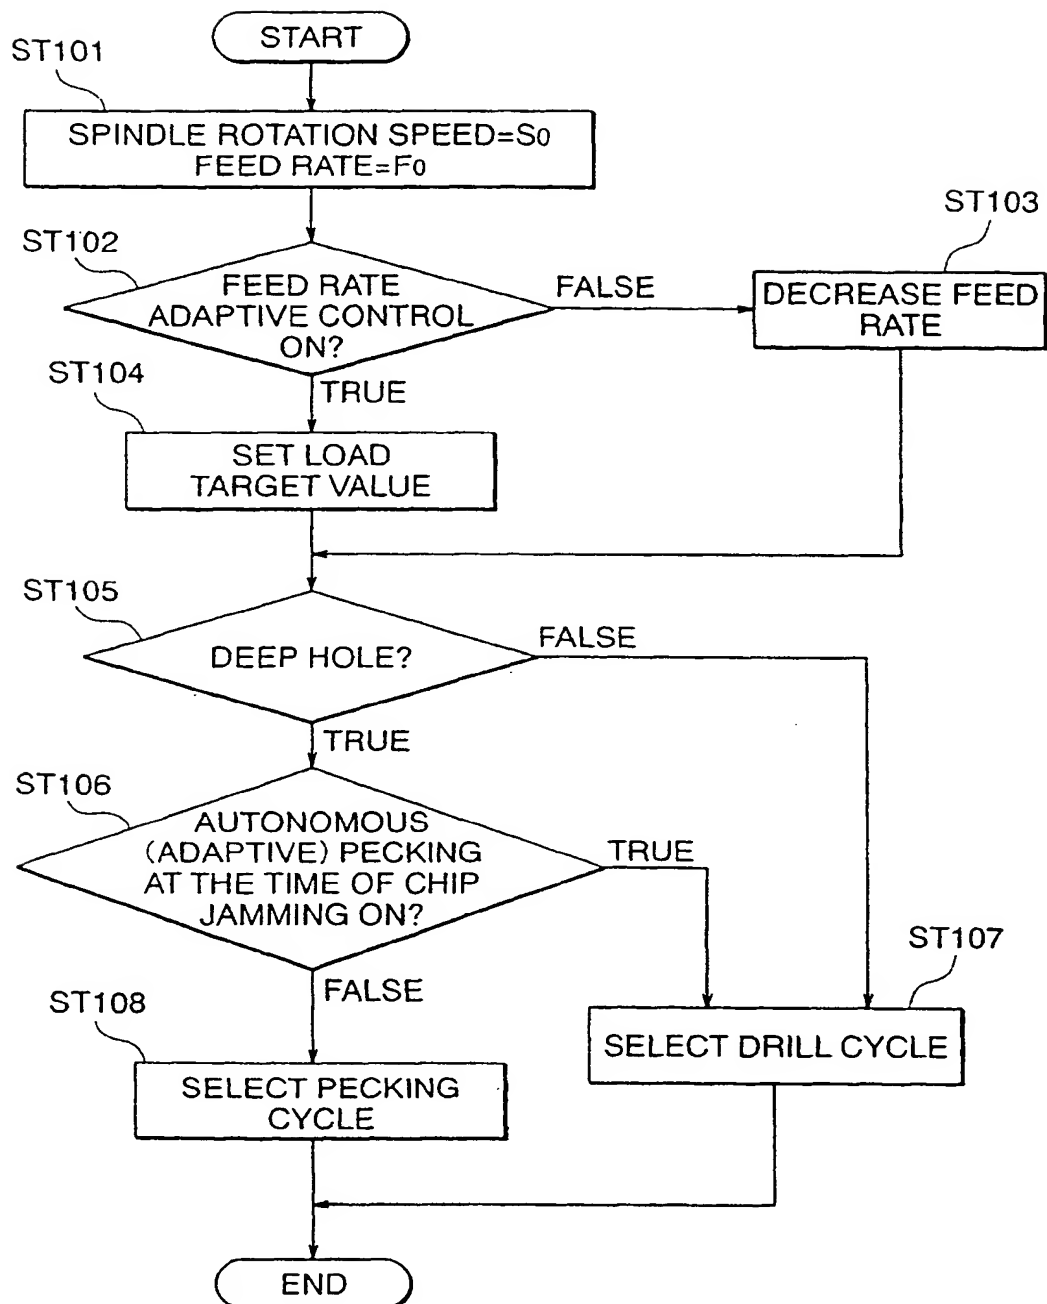 START
ST101
SPINDLE ROTATION SPEED=S0
FEED RATE=F0
ST103
ST102
FEED RATE
ADAPTIVE CONTROL
ON?
FALSE
DECREASE FEED
RATE
ST104
TRUE
SET LOAD
TARGET VALUE
ST105
DEEP HOLE?
FALSE
TRUE
ST106
AUTONOMOUS
(ADAPTIVE) PECKING
AT THE TIME OF CHIP
JAMMING ON?
TRUE
ST107
FALSE
ST108
SELECT DRILL CYCLE
SELECT PECKING
CYCLE
END